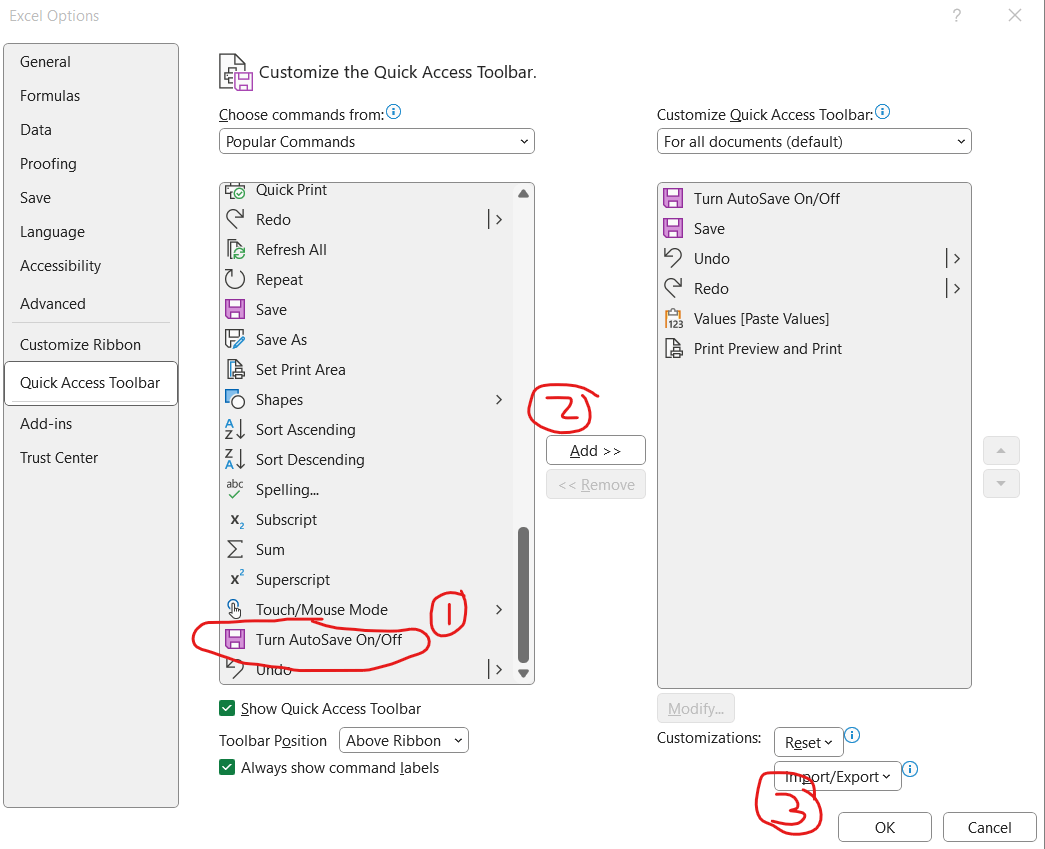 Excel Options
?
General
Formulas
Data
Proofing
Save
Language
Accessibility
Advanced
Customize Ribbon
Quick Access Toolbar
Add-ins
Trust Center
Customize the Quick Access Toolbar.
Choose commands from:
Popular Commands
Quick Print
Redo
Refresh All
Repeat
Save
Save As
Set Print Area
Shapes
Sort Ascending
Sort Descending
abc Spelling...
Subscript
Sum
Superscript
Touch/Mouse Mode
1
Turn AutoSave On/Off
Undo
Show Quick Access Toolbar
Toolbar Position Above Ribbon
Always show command labels
2
Add >>
<< Remove
Customize Quick Access Toolbar:
For all documents (default)
Turn AutoSave On/Off
Save
Undo
Redo
Values [Paste Values]
Print Preview and Print
Modify...
Customizations: Reset
Import/Export
3
OK Cancel